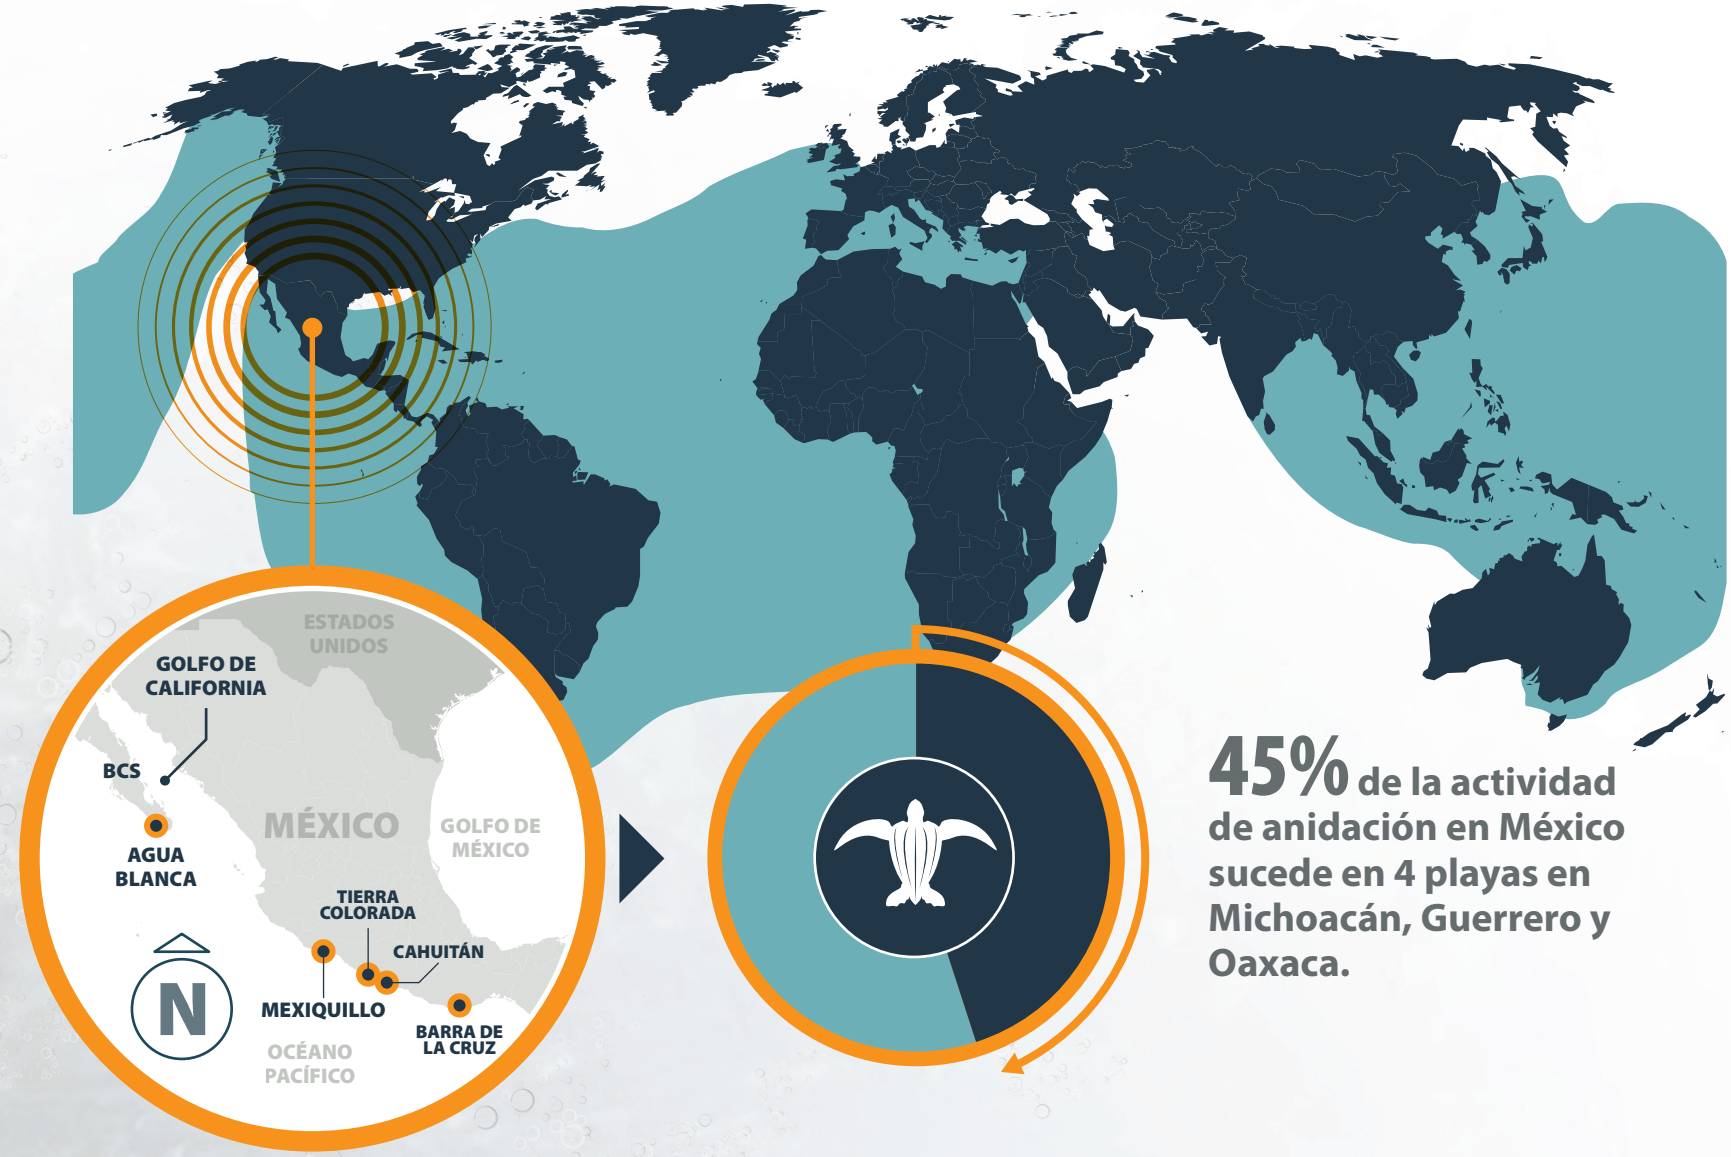 ESTADOS
UNIDOS
GOLFO DE
CALIFORNIA
BCS
AGUA
BLANCA
MÉXICO
GOLFO DE
MÉXICO
TIERRA
COLORADA
CAHUITÁN
MEXIQUILLO
BARRA DE
LA CRUZ
OCÉANO
PACÍFICO
N
45% de la actividad
de anidación en México
sucede en 4 playas en
Michoacán, Guerrero y
Oaxaca.